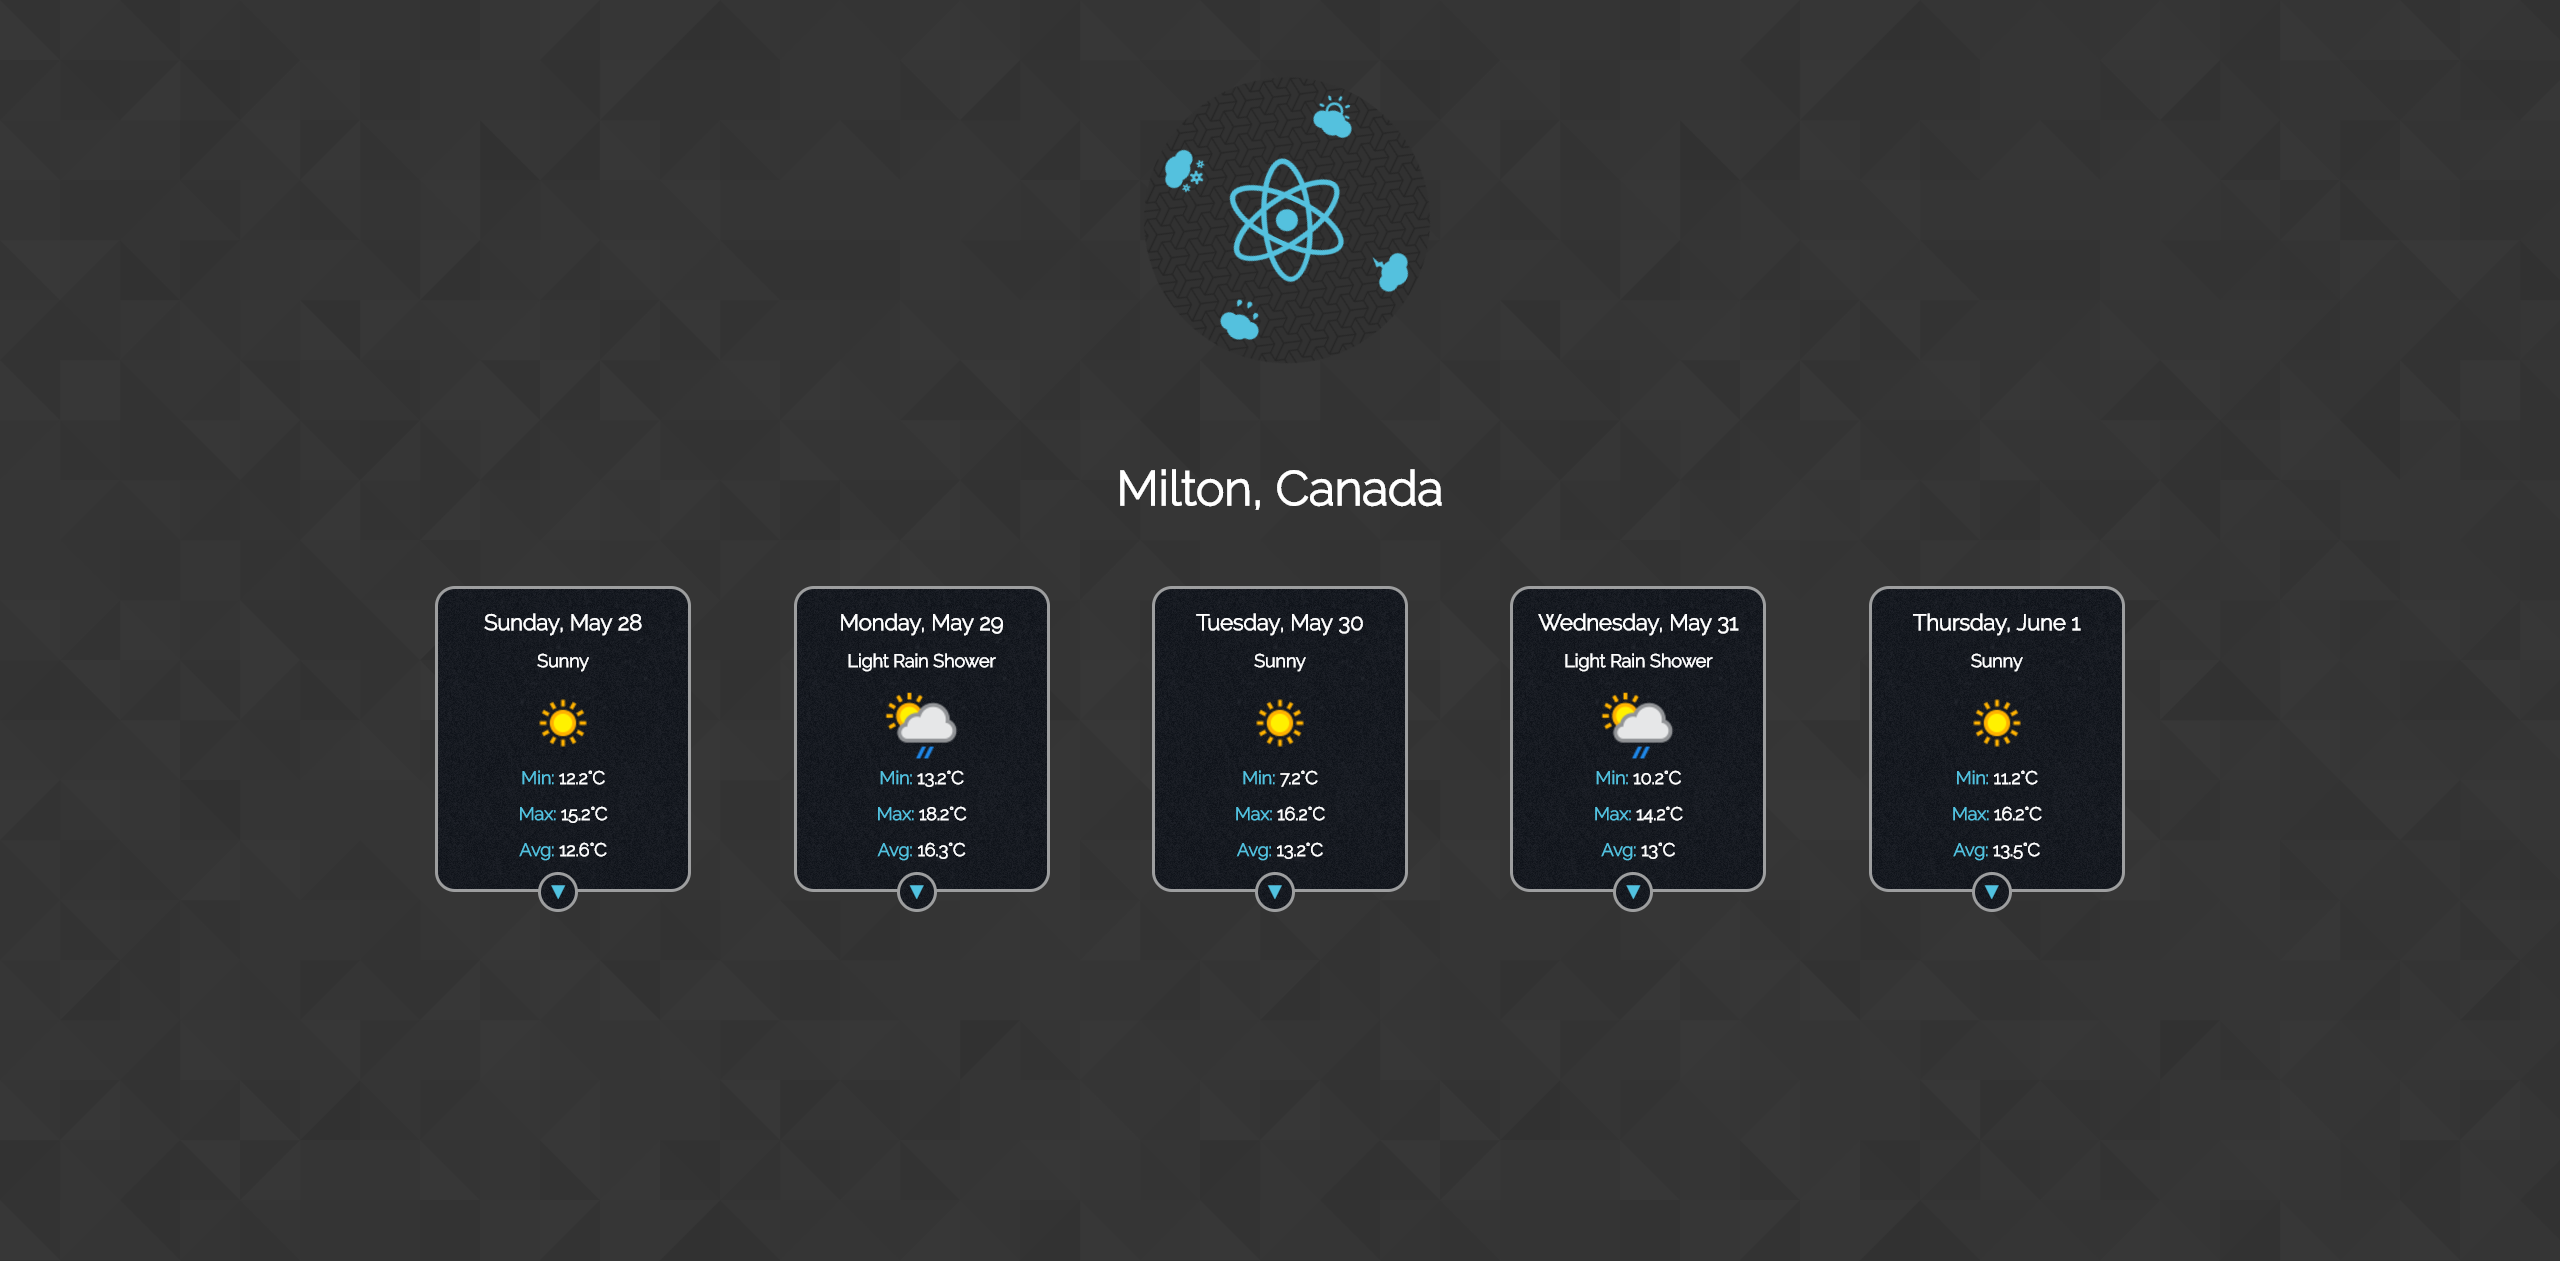 Milton, Canada
Sunday, May 28
Sunny
Min: 12.2°C
Max: 15.2°C
Avg: 12.6°C
Monday, May 29
Light Rain Shower
Min: 13.2°C
Max: 18.2°C
Avg: 16.3°C
Tuesday, May 30
Sunny
Min: 7.2°C
Max: 16.2°C
Avg: 13.2°C
Wednesday, May 31
Light Rain Shower
Min: 10.2°C
Max: 14.2°C
Avg: 13°C
Thursday, June 1
Sunny
Min: 11.2°C
Max: 16.2°C
Avg: 13.5°C